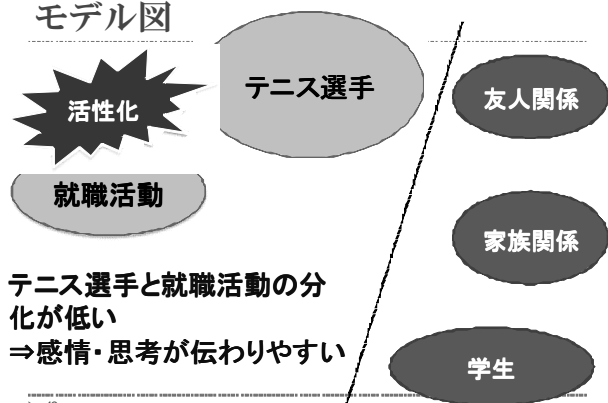 モデル図
活性化
テニス選手
友人関係
就職活動
家族関係
テニス選手と就職活動の分
化が低い
⇒感情・思考が伝わりやすい
学生